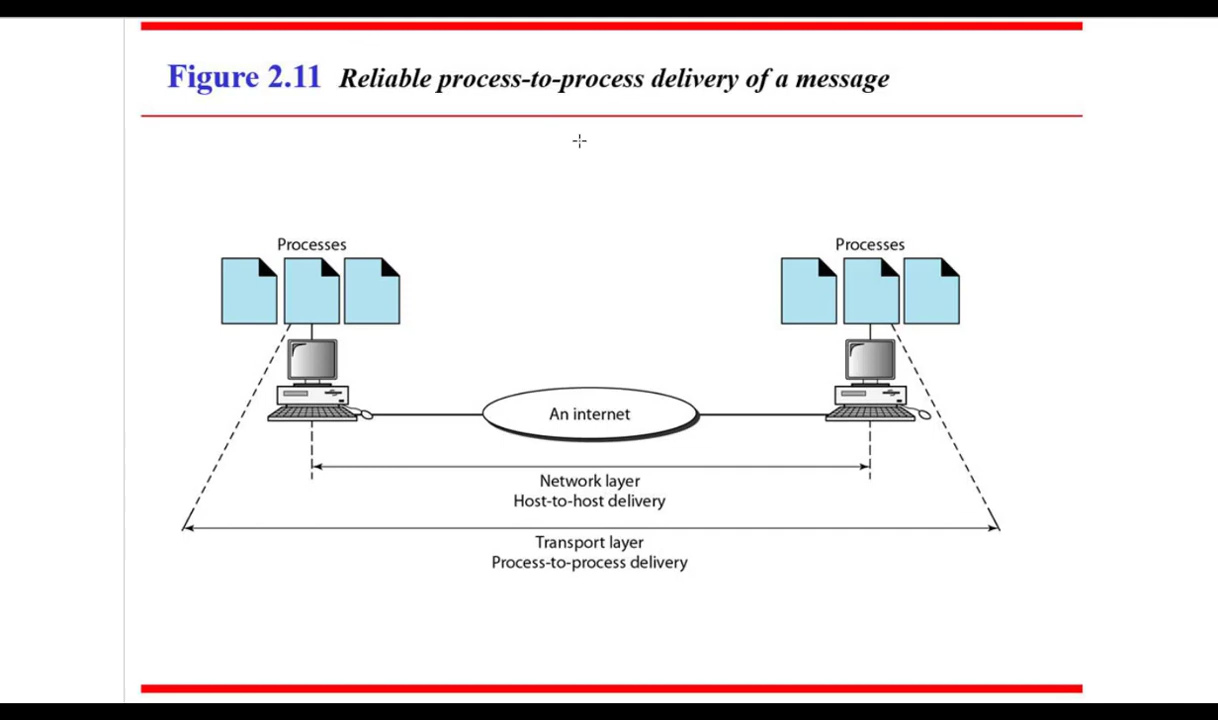 Figure 2.11 Reliable process-to-process delivery of a message
Processes
Processes
An internet
Network layer
Host-to-host delivery
Transport layer
Process-to-process delivery